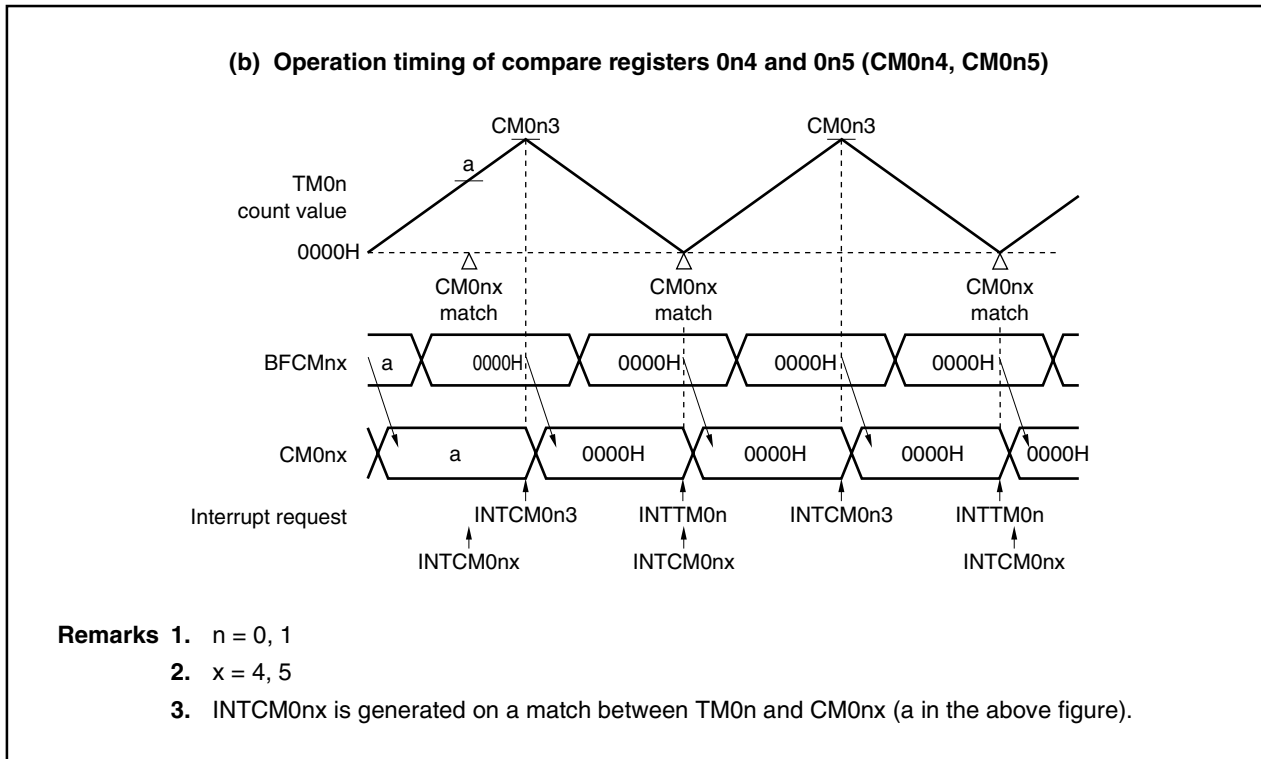 (b) Operation timing of compare registers 0n4 and 0n5 (CM0n4, CM0n5)
CM0n3 CM0n3
a
TM0n
count value
0000H
CM0nx CM0nx CM0nx
match match match
BFCMnx a 0000H 0000H 0000H 0000H
CM0nx a 0000H 0000H 0000H 0000H
Interrupt request INTCM0n3 INTTM0n INTCM0n3 INTTM0n
INTCM0nx INTCM0nx INTCM0nx
Remarks 1. n = 0, 1
2. x = 4, 5
3. INTCM0nx is generated on a match between TM0n and CM0nx (a in the above figure).